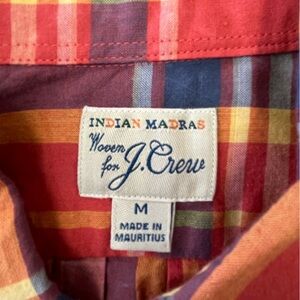 INDIAN MADRAS
Woven
for J.Crew
M
MADE IN
MAURITIUS